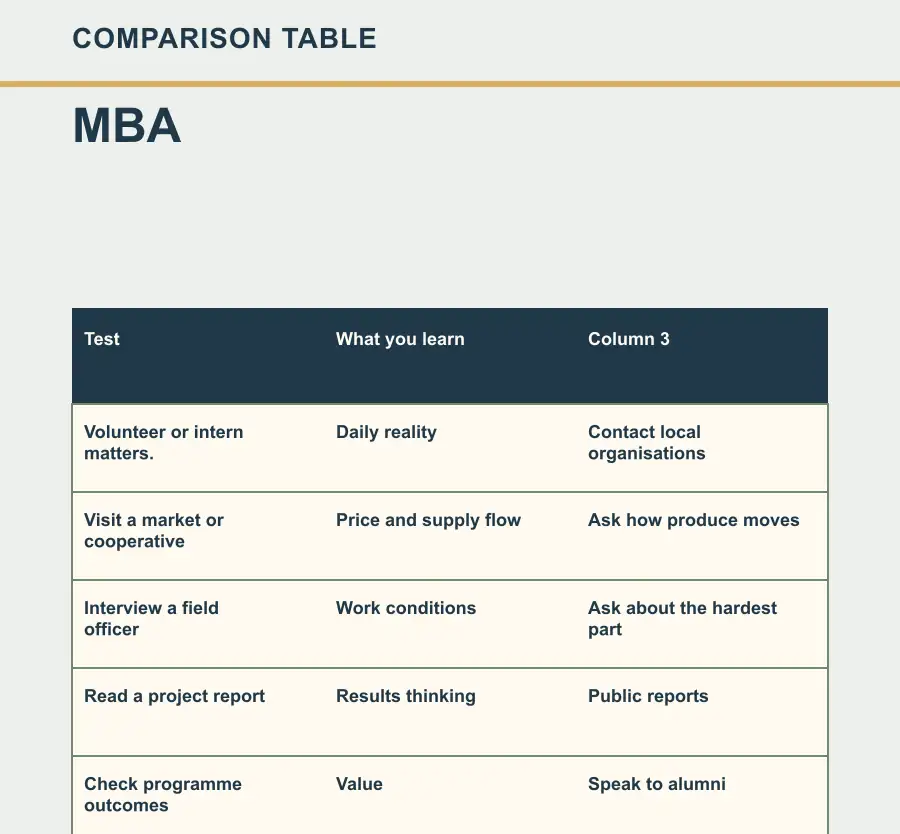 COMPARISON TABLE
MBA
Test What you learn Column 3
Volunteer or intern Daily reality Contact local
matters. organisations
Visit a market or Price and supply flow Ask how produce moves
cooperative
Interview a field Work conditions Ask about the hardest
officer part
Read a project report Results thinking Public reports
Check programme Value Speak to alumni
outcomes